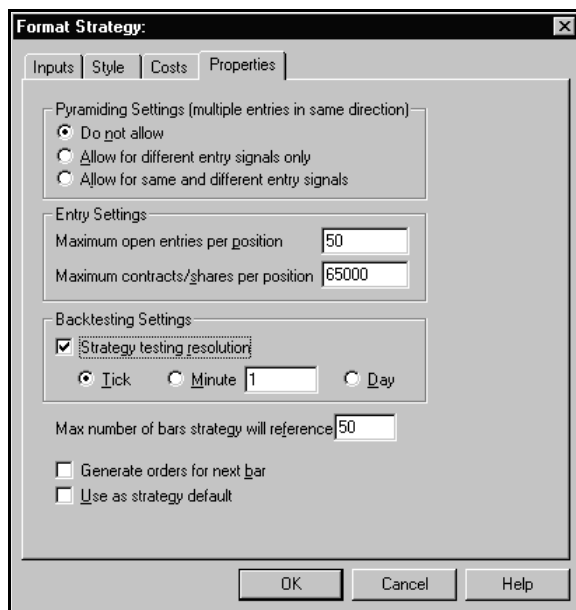 Format Strategy:
Inputs Style Costs Properties
Pyramiding Settings (multiple entries in same direction)
Do not allow
Allow for different entry signals only
Allow for same and different entry signals
Entry Settings
Maximum open entries per position 50
Maximum contracts/shares per position 65000
Backtesting Settings
Strategy testing resolution
Tick Minute 1 Day
Max number of bars strategy will reference 50
Generate orders for next bar
Use as strategy default
OK Cancel Help